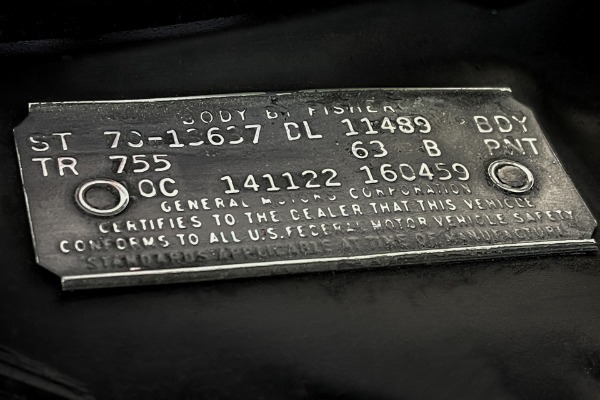 BODY BY FISHER
ST 70-13637 BL 11489 BDY
TR 755 63 B PNT
OC 141122 160459
GENERAL MOTORS CORPORATION
CERTIFIES TO THE DEALER THAT THIS VEHICLE
CONFORMS TO ALL U.S. FEDERAL MOTOR VEHICLE SAFETY
STANDARDS APPLICABLE AT TIME OF MANUFACTURE